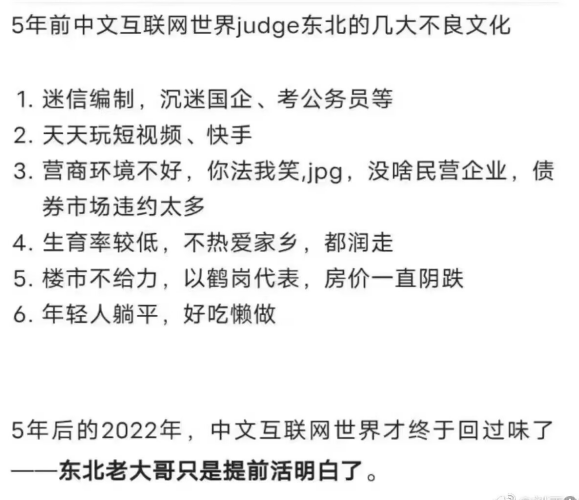 5年前中文互联网世界judge东北的几大不良文化
1. 迷信编制，沉迷国企、考公务员等
2. 天天玩短视频、快手
3. 营商环境不好，你法我笑,jpg，没啥民营企业，债
券市场违约太多
4. 生育率较低，不热爱家乡，都润走
5. 楼市不给力，以鹤岗代表，房价一直阴跌
6. 年轻人躺平，好吃懒做
5年后的2022年，中文互联网世界才终于回过味了
——东北老大哥只是提前活明白了。